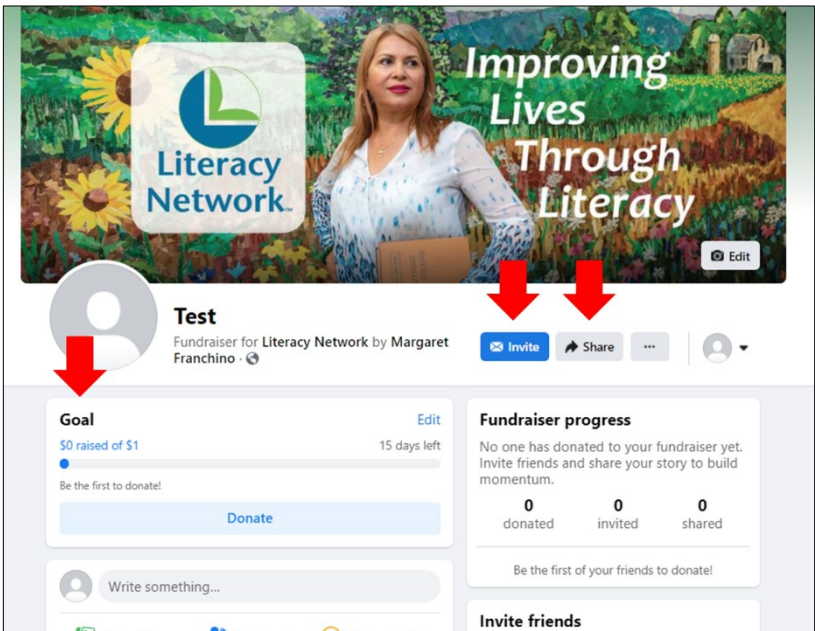 Improving
Lives
Through
Literacy
Literacy
Network™
Edit
Test
Fundraiser for Literacy Network by Margaret
Franchino ·
Invite
Share
...
Goal
Edit
$0 raised of $1
15 days left
Be the first to donate!
Donate
Write something...
Fundraiser progress
No one has donated to your fundraiser yet.
Invite friends and share your story to build
momentum.
0 0 0
donated invited shared
Be the first of your friends to donate!
Invite friends